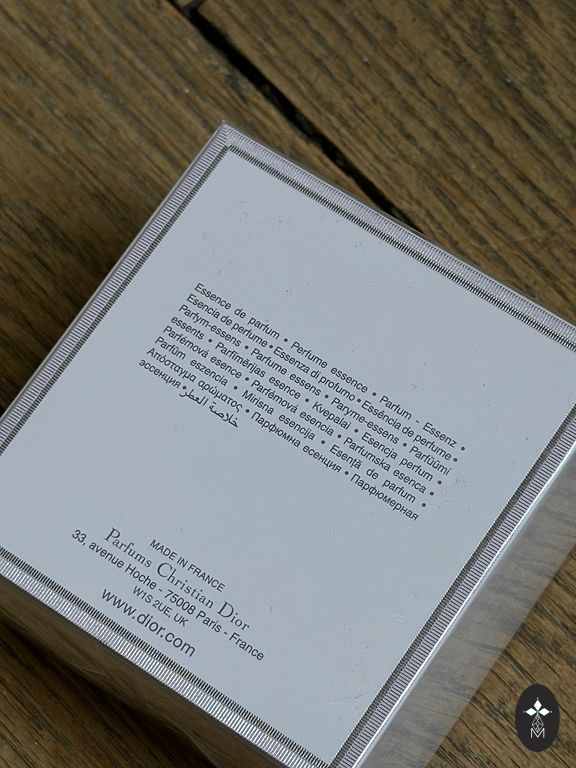 Essence de parfum • Perfume essence • Parfum - Essenz •
Esencia de perfume • Essenza di profumo • Essência de perfume •
Parfym-essens • Parfume essens • Paryme-essens • Parfüümi
essents • Parfimērijas esence • Kvepalai • Esencja perfum •
Parfémová esence • Parfémová esencia • Parfumska esenca •
Parfüm eszencia • Mirisna esencija • Esență de parfum •
Απόσταγμα αρώματος • Парфюмна есенция • Парфюмерная
эссенция • خلاصة العطر
MADE IN FRANCE
Parfums Christian Dior
33, avenue Hoche - 75008 Paris - France
W1S 2UE, UK
www.dior.com
M